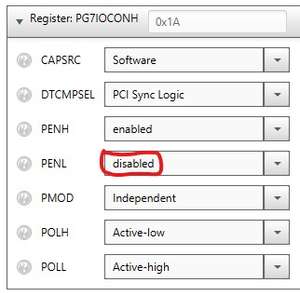 Register: PG7IOCONH 0x1A
CAPSRC Software
DTCMPSEL PCI Sync Logic
PENH enabled
PENL disabled
PMOD Independent
POLH Active-low
POLL Active-high